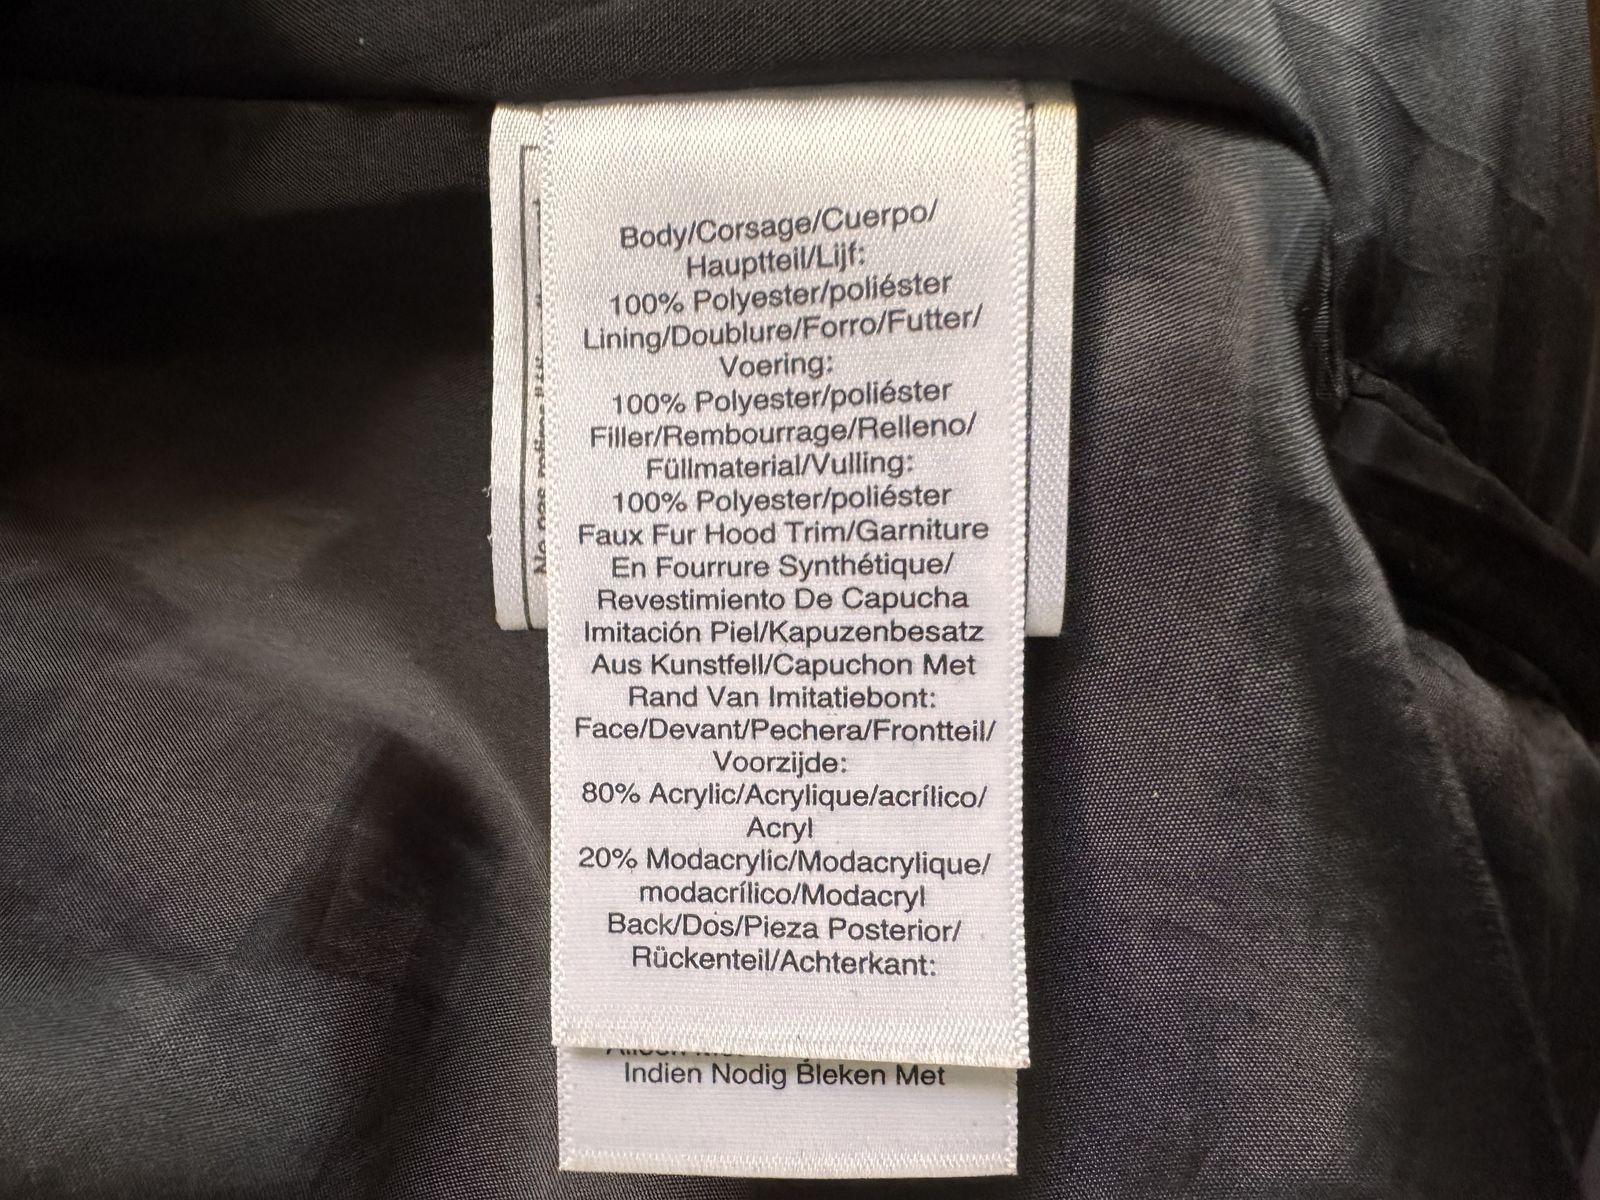 Body/Corsage/Cuerpo/
Hauptteil/Lijf:
100% Polyester/poliéster
Lining/Doublure/Forro/Futter/
Voering:
100% Polyester/poliéster
Filler/Rembourrage/Relleno/
Füllmaterial/Vulling:
100% Polyester/poliéster
Faux Fur Hood Trim/Garniture
En Fourrure Synthétique/
Revestimiento De Capucha
Imitación Piel/Kapuzenbesatz
Aus Kunstfell/Capuchon Met
Rand Van Imitatiebont:
Face/Devant/Pechera/Frontteil/
Voorzijde:
80% Acrylic/Acrylique/acrílico/
Acryl
20% Modacrylic/Modacrylique/
modacrílico/Modacryl
Back/Dos/Pieza Posterior/
Rückenteil/Achterkant:
Indien Nodig Bleken Met